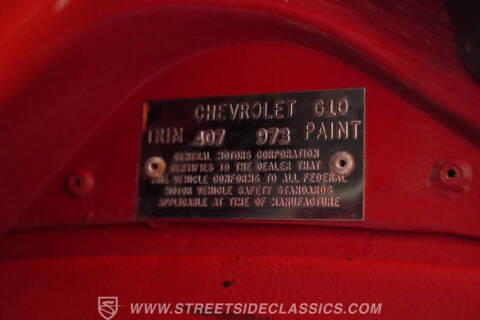 CHEVROLET G10
TRIM 407 973 PAINT
GENERAL MOTORS CORPORATION
CERTIFIES TO THE DEALER THAT
THIS VEHICLE CONFORMS TO ALL FEDERAL
MOTOR VEHICLE SAFETY STANDARDS
APPLICABLE AT TIME OF MANUFACTURE
WWW.STREETSIDECLASSICS.COM